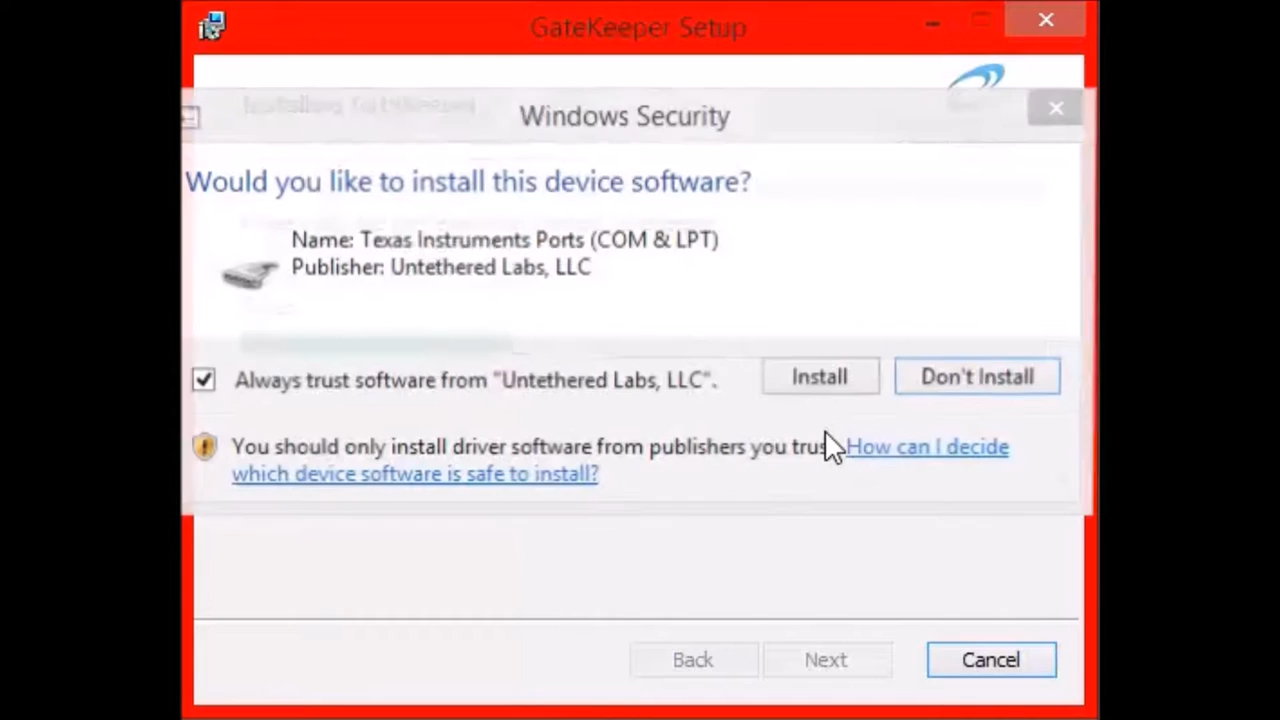 GateKeeper Setup
Installing GateKeeper
Windows Security
Would you like to install this device software?
Name: Texas Instruments Ports (COM & LPT)
Publisher: Untethered Labs, LLC
Always trust software from "Untethered Labs, LLC".
Install
Don't Install
You should only install driver software from publishers you trus How can I decide
which device software is safe to install?
Back
Next
Cancel